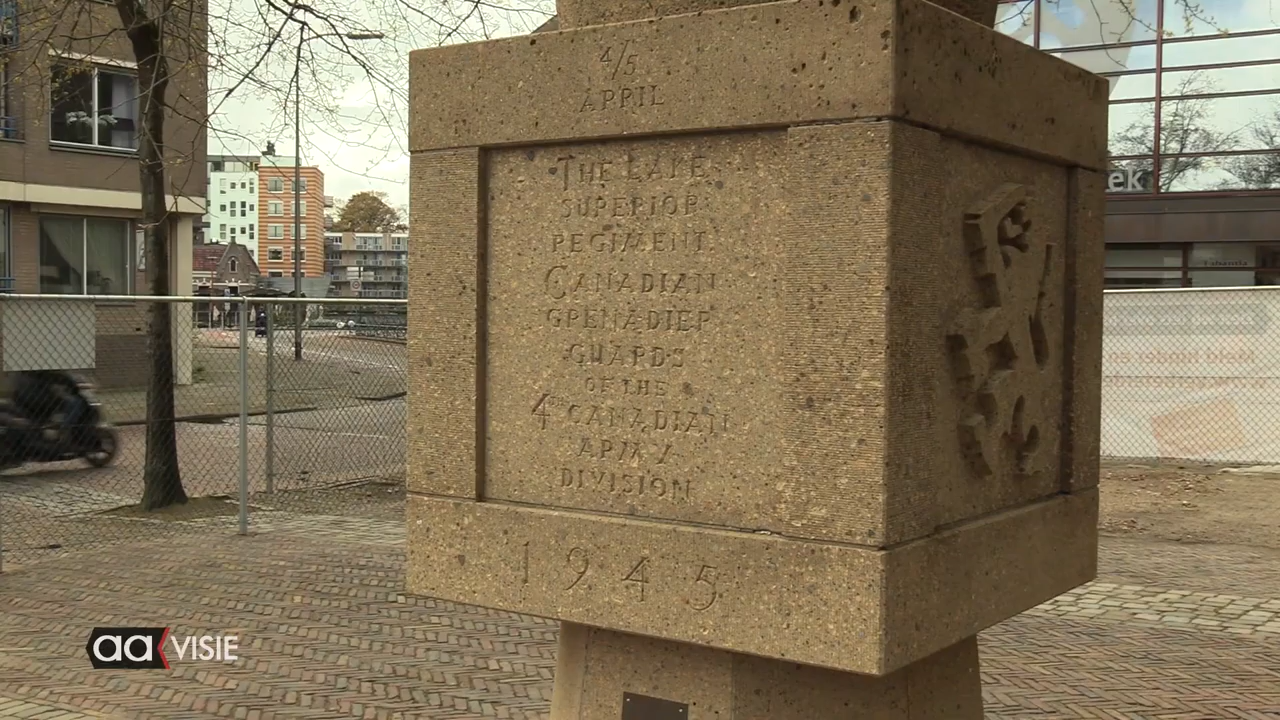 4/5
APRIL
THE LAKE
SUPERIOR
REGIMENT
CANADIAN
GRENADIER
GUARDS
OF THE
4TH CANADIAN
ARMY
DIVISION
1945
aa VISIE
ek